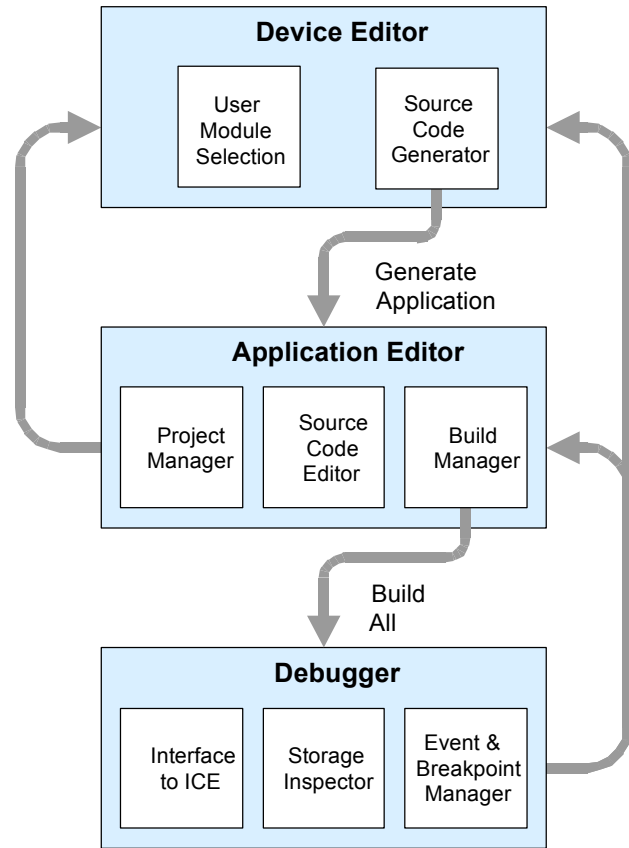 Device Editor
User
Module
Selection
Source
Code
Generator
Generate
Application
Application Editor
Project
Manager
Source
Code
Editor
Build
Manager
Build
All
Debugger
Interface
to ICE
Storage
Inspector
Event &
Breakpoint
Manager